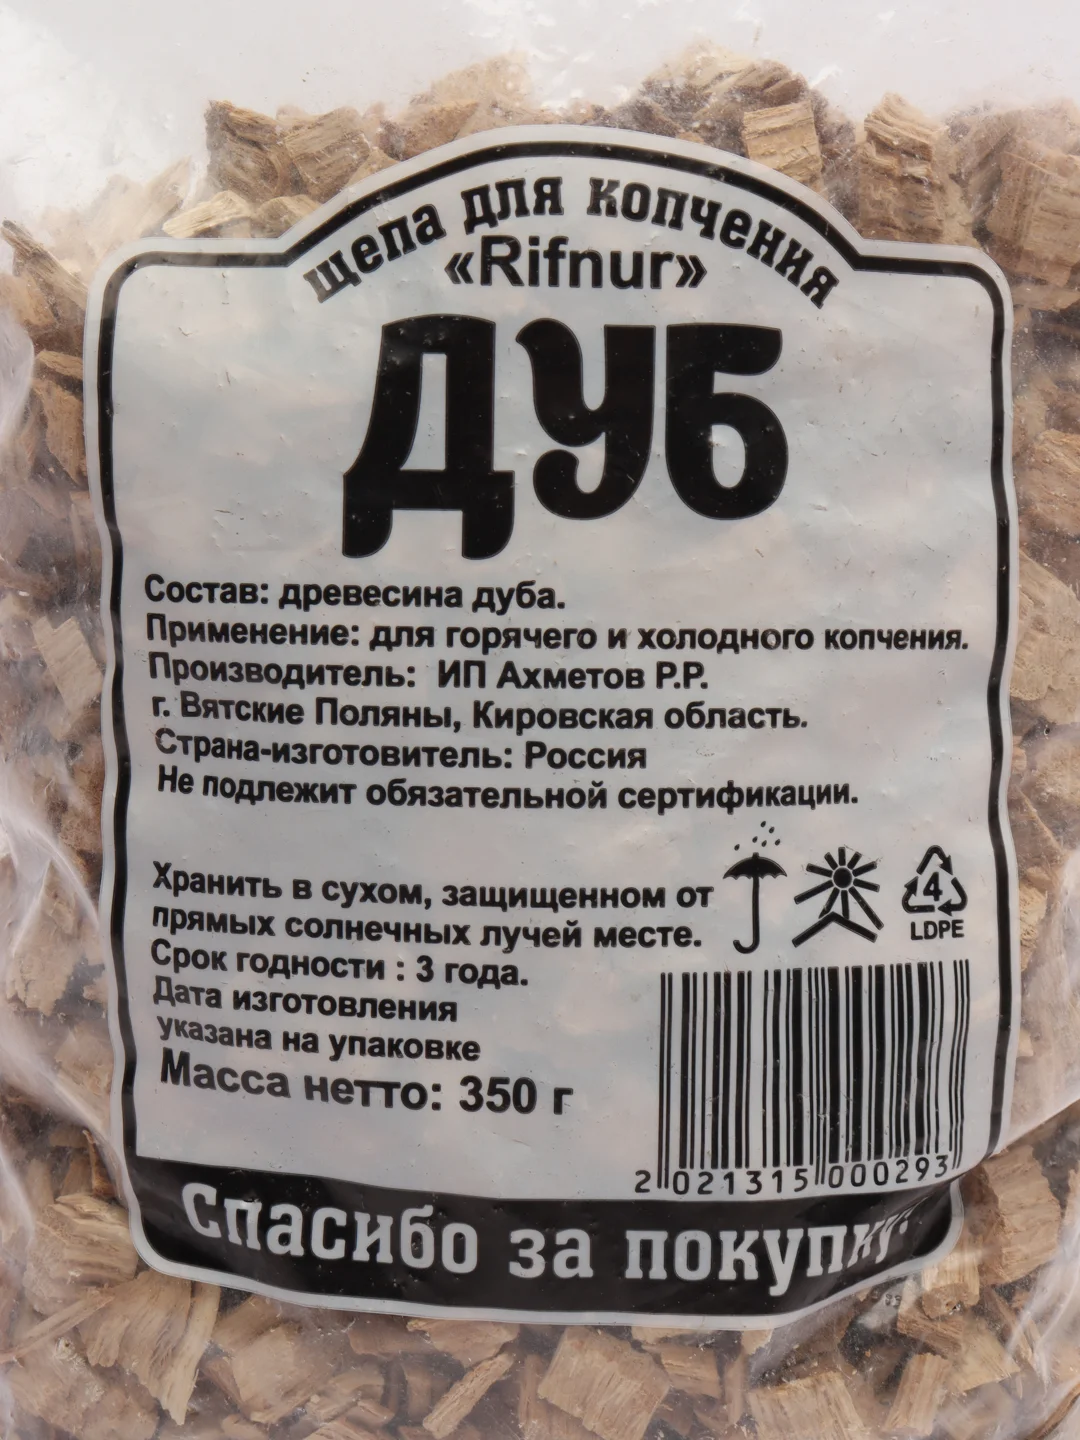 щепа для копчения
«Rifnur»
ДУБ
Состав: древесина дуба.
Применение: для горячего и холодного копчения.
Производитель: ИП Ахметов Р.Р.
г. Вятские Поляны, Кировская область.
Страна-изготовитель: Россия
Не подлежит обязательной сертификации.
Хранить в сухом, защищенном от
прямых солнечных лучей месте.
Срок годности : 3 года.
Дата изготовления
указана на упаковке
Масса нетто: 350 г
4
LDPE
2 021315 000293
Спасибо за покупку!